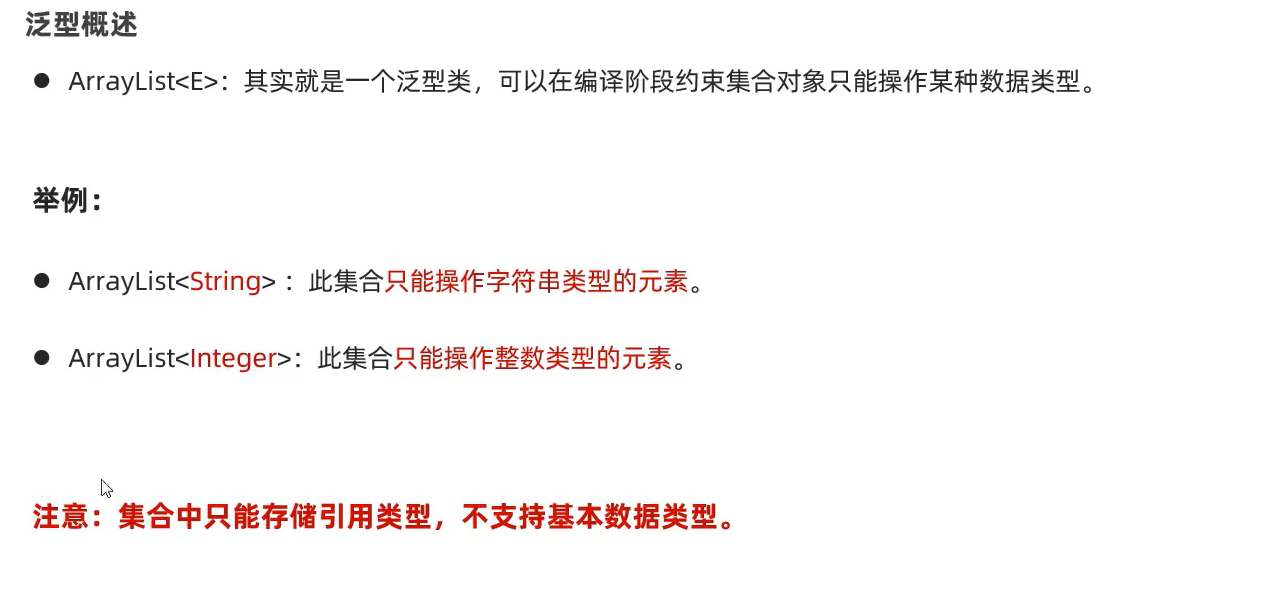 泛型概述
● ArrayList<E>：其实就是一个泛型类，可以在编译阶段约束集合对象只能操作某种数据类型。
举例：
● ArrayList<String> ：此集合只能操作字符串类型的元素。
● ArrayList<Integer>：此集合只能操作整数类型的元素。
注意：集合中只能存储引用类型，不支持基本数据类型。